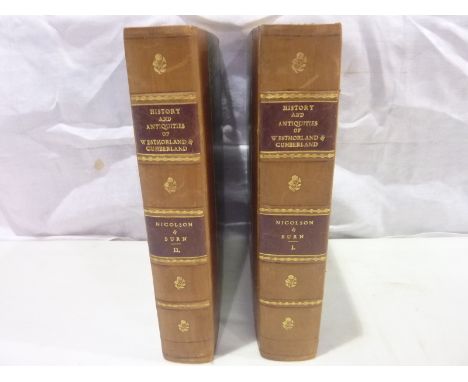 HISTORY
AND
ANTIQUITIES
OF
WESTMORLAND &
CUMBERLAND
NICOLSON
&
BURN
II.
HISTORY
AND
ANTIQUITIES
OF
WESTMORLAND &
CUMBERLAND
NICOLSON
&
BURN
I.